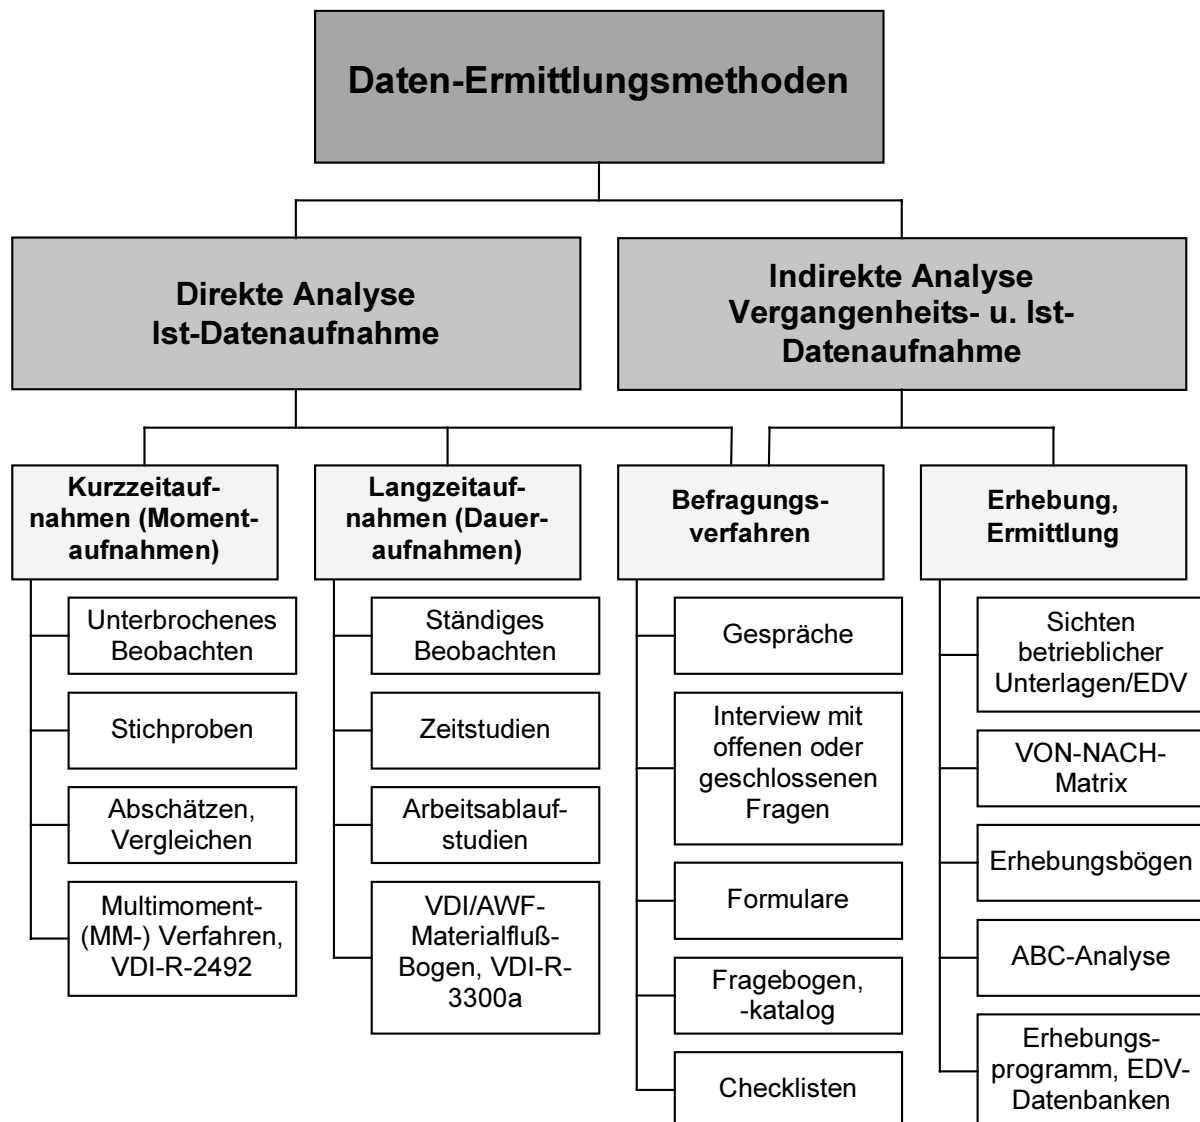 Daten-Ermittlungsmethoden
Direkte Analyse
Ist-Datenaufnahme
Indirekte Analyse
Vergangenheits- u. Ist-
Datenaufnahme
Kurzzeitauf-
nahmen (Moment-
aufnahmen)
Unterbrochenes
Beobachten
Stichproben
Abschätzen,
Vergleichen
Multimoment-
(MM-) Verfahren,
VDI-R-2492
Langzeitauf-
nahmen (Dauer-
aufnahmen)
Ständiges
Beobachten
Zeitstudien
Arbeitsablauf-
studien
VDI/AWF-
Materialfluß-
Bogen, VDI-R-
3300a
Befragungs-
verfahren
Gespräche
Interview mit
offenen oder
geschlossenen
Fragen
Formulare
Fragebogen,
-katalog
Checklisten
Erhebung,
Ermittlung
Sichten
betrieblicher
Unterlagen/EDV
VON-NACH-
Matrix
Erhebungsbögen
ABC-Analyse
Erhebungs-
programm, EDV-
Datenbanken